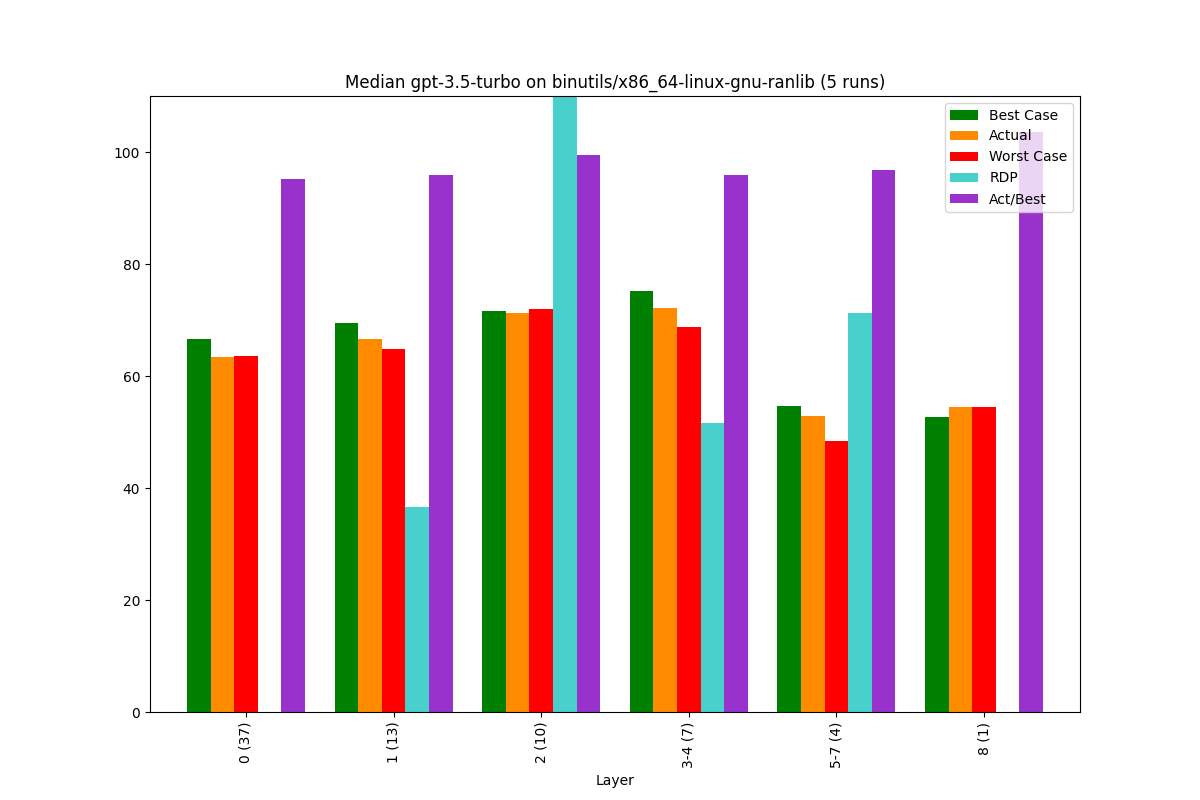 Median gpt-3.5-turbo on binutils/x86_64-linux-gnu-ranlib (5 runs)
Best Case
Actual
Worst Case
RDP
Act/Best
100
80
60
40
20
0
0 (37)
1 (13)
2 (10)
3-4 (7)
5-7 (4)
8 (1)
Layer